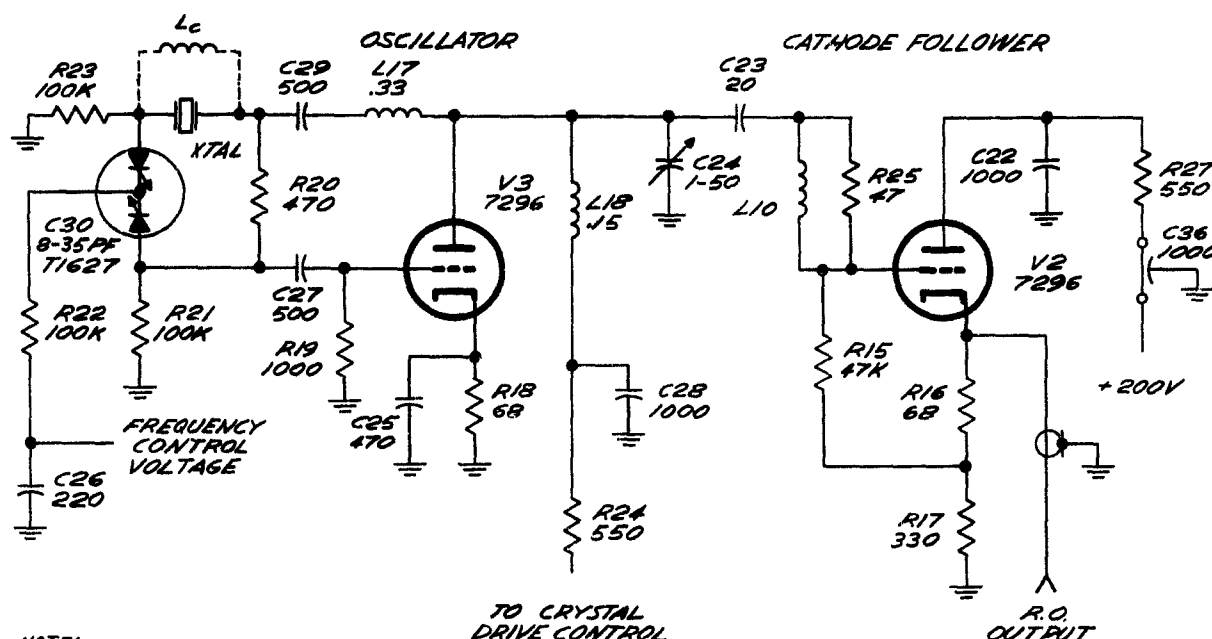 Lc
OSCILLATOR
CATHODE FOLLOWER
R23
100K
C29
500
L17
.33
C23
20
XTAL
R20
470
V3
7296
L18
.15
C24
1-50
L10
R25
47
C22
1000
R27
550
C30
8-35PF
T1627
C27
500
V2
7296
C36
1000
R22
100K
R21
100K
R19
1000
R15
47K
R16
68
+200V
C25
470
R18
68
C28
1000
FREQUENCY
CONTROL
VOLTAGE
C26
220
R24
550
R17
330
TO CRYSTAL
DRIVE CONTROL
R.O.
OUTPUT